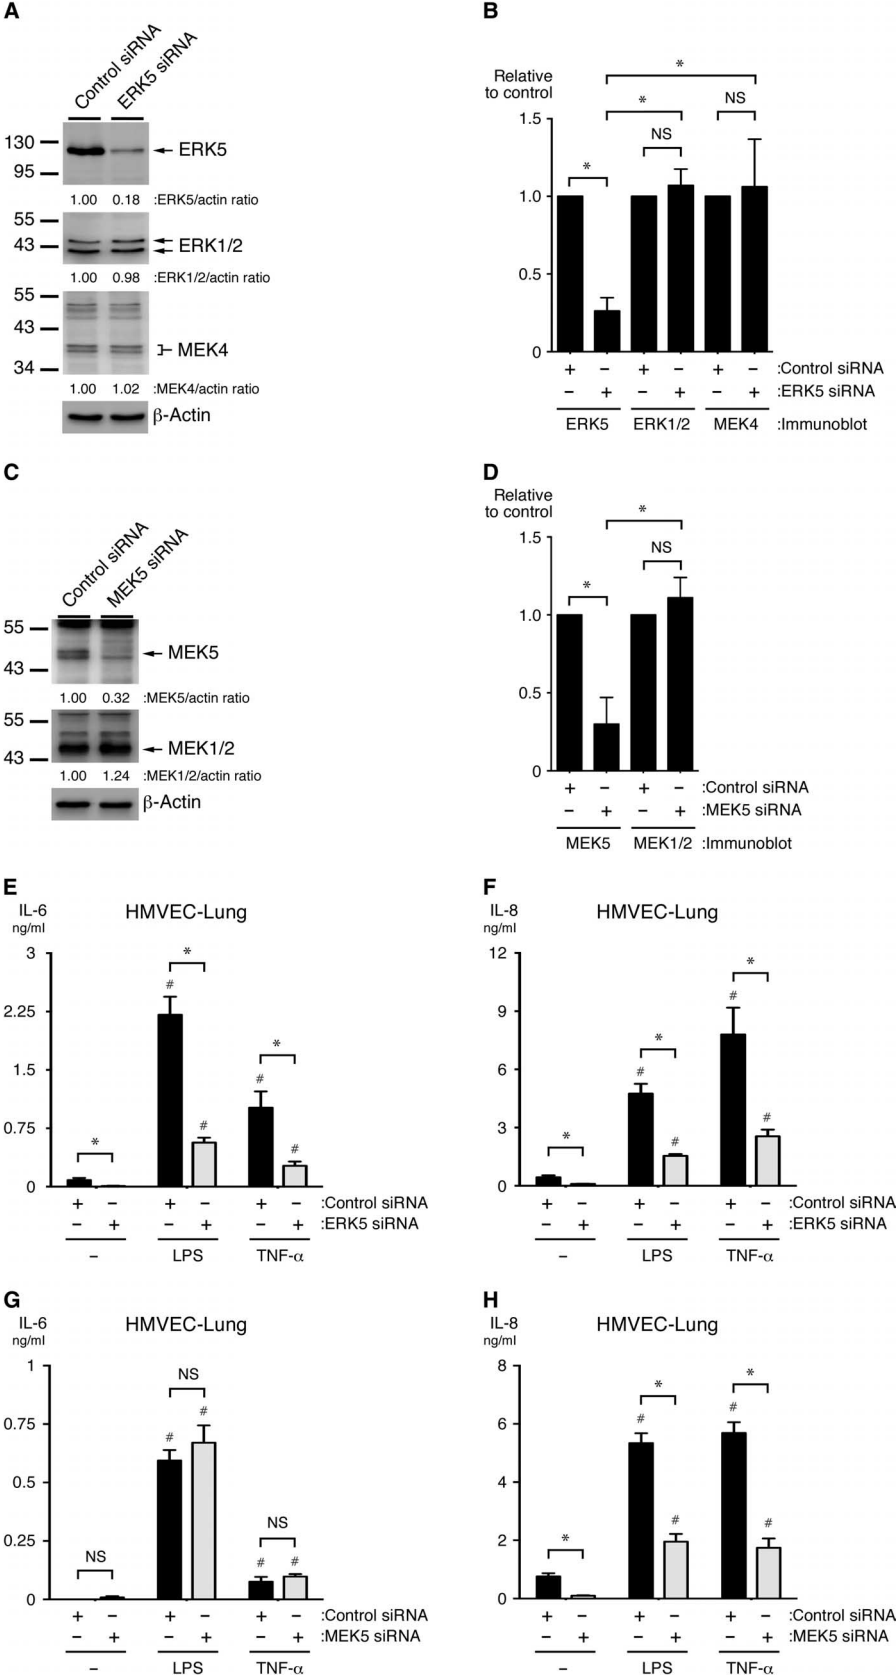 A
Control siRNA
ERK5 siRNA
130
95
ERK5
1.00 0.18 :ERK5/actin ratio
55
43
ERK1/2
1.00 0.98 :ERK1/2/actin ratio
55
43
34
MEK4
1.00 1.02 :MEK4/actin ratio
β-Actin
B
Relative
to control
*
*
NS
NS
*
1.5
1.0
0.5
0
+ – + – + – :Control siRNA
– + – + – + :ERK5 siRNA
ERK5 ERK1/2 MEK4 :Immunoblot
C
Control siRNA
MEK5 siRNA
55
43
MEK5
1.00 0.32 :MEK5/actin ratio
55
43
MEK1/2
1.00 1.24 :MEK1/2/actin ratio
β-Actin
D
Relative
to control
*
NS
*
1.5
1.0
0.5
0
+ – + – :Control siRNA
– + – + :MEK5 siRNA
MEK5 MEK1/2 :Immunoblot
E
IL-6
ng/ml
HMVEC-Lung
3
2.25
1.5
0.75
0
*
*
*
# # # #
+ – + – + – :Control siRNA
– + – + – + :ERK5 siRNA
– LPS TNF-α
F
IL-8
ng/ml
HMVEC-Lung
12
9
6
3
0
*
*
*
# # # #
+ – + – + – :Control siRNA
– + – + – + :ERK5 siRNA
– LPS TNF-α
G
IL-6
ng/ml
HMVEC-Lung
1
0.75
0.5
0.25
0
NS
NS
NS
# # # #
+ – + – + – :Control siRNA
– + – + – + :MEK5 siRNA
– LPS TNF-α
H
IL-8
ng/ml
HMVEC-Lung
8
6
4
2
0
*
*
*
# # # #
+ – + – + – :Control siRNA
– + – + – + :MEK5 siRNA
– LPS TNF-α